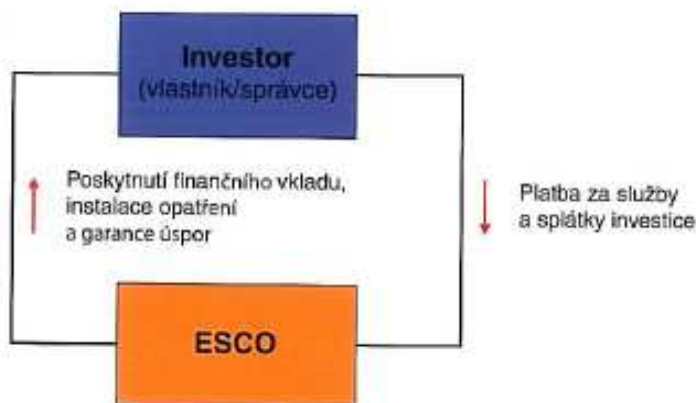 Investor
(vlastník/správce)
Poskytnutí finančního vkladu,
instalace opatření
a garance úspor
Platba za služby
a splátky investice
ESCO